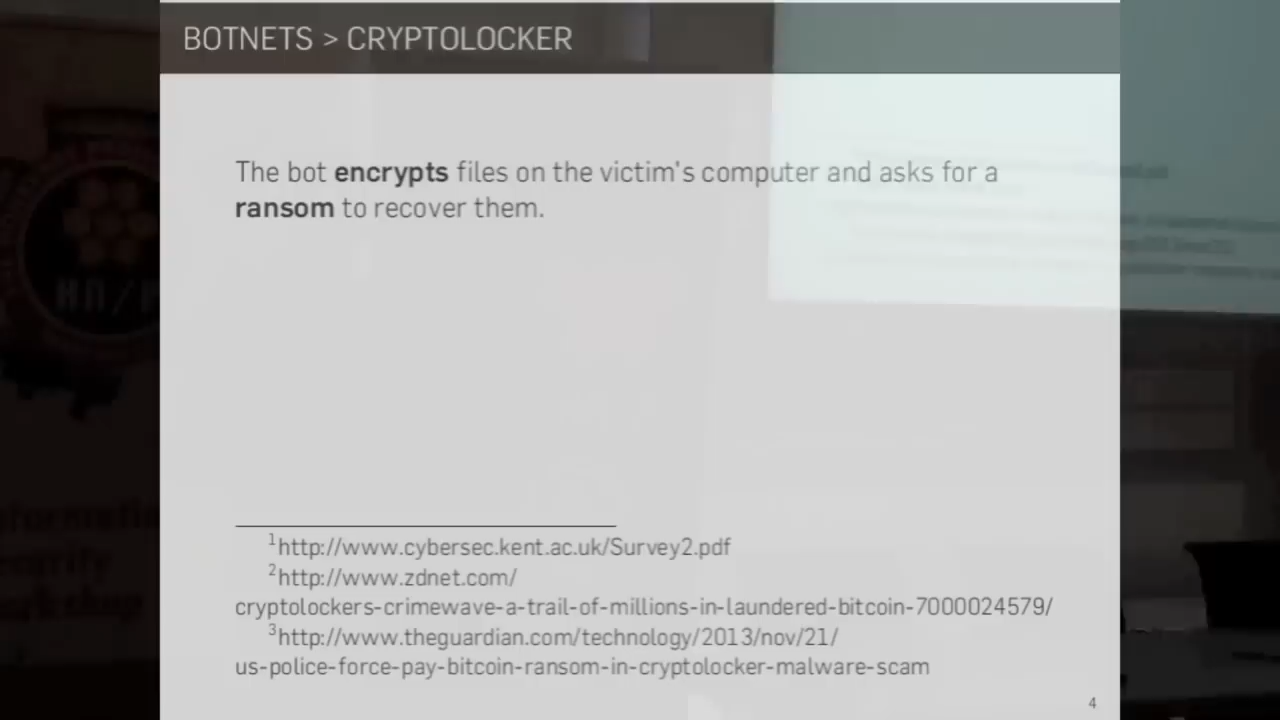 BOTNETS > CRYPTOLOCKER
The bot encrypts files on the victim's computer and asks for a
ransom to recover them.
1http://www.cybersec.kent.ac.uk/Survey2.pdf
2http://www.zdnet.com/
cryptolockers-crimewave-a-trail-of-millions-in-laundered-bitcoin-7000024579/
3http://www.theguardian.com/technology/2013/nov/21/
us-police-force-pay-bitcoin-ransom-in-cryptolocker-malware-scam
4